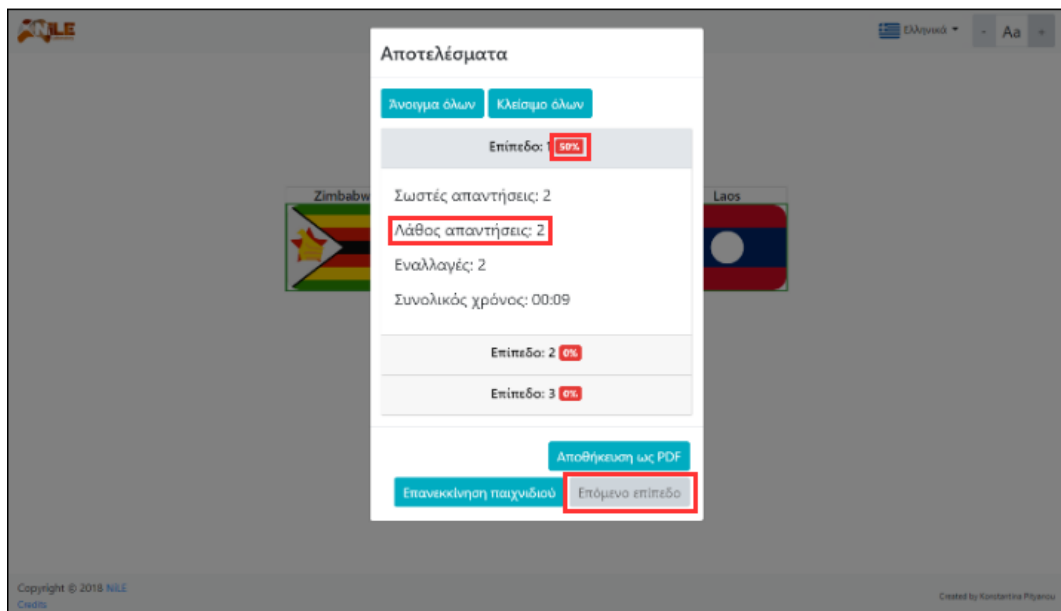 NiLE
Ελληνικά
- Aa +
Αποτελέσματα
Άνοιγμα όλων Κλείσιμο όλων
Επίπεδο: 1 50%
Zimbabw
Laos
Σωστές απαντήσεις: 2
Λάθος απαντήσεις: 2
Εναλλαγές: 2
Συνολικός χρόνος: 00:09
Επίπεδο: 2 0%
Επίπεδο: 3 0%
Αποθήκευση ως PDF
Επανεκκίνηση παιχνιδιού Επόμενο επίπεδο
Copyright © 2018 NiLE
Credits
Created by Konstantina Pityanou